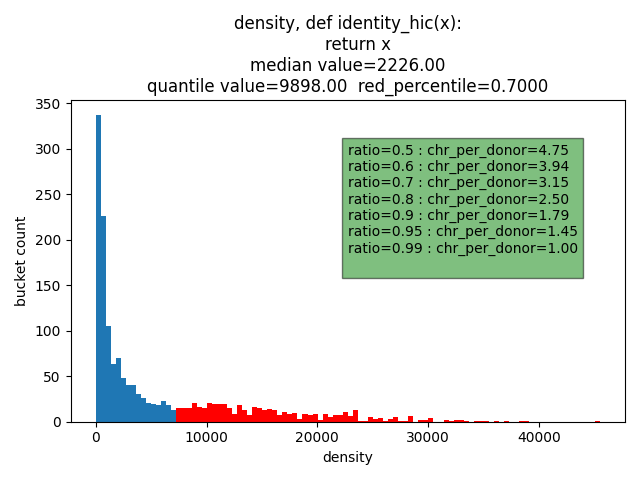 density, def identity_hic(x):
return x
median value=2226.00
quantile value=9898.00  red_percentile=0.7000
350
300
250
200
150
100
50
0
bucket count
ratio=0.5 : chr_per_donor=4.75
ratio=0.6 : chr_per_donor=3.94
ratio=0.7 : chr_per_donor=3.15
ratio=0.8 : chr_per_donor=2.50
ratio=0.9 : chr_per_donor=1.79
ratio=0.95 : chr_per_donor=1.45
ratio=0.99 : chr_per_donor=1.00
0 10000 20000 30000 40000
density